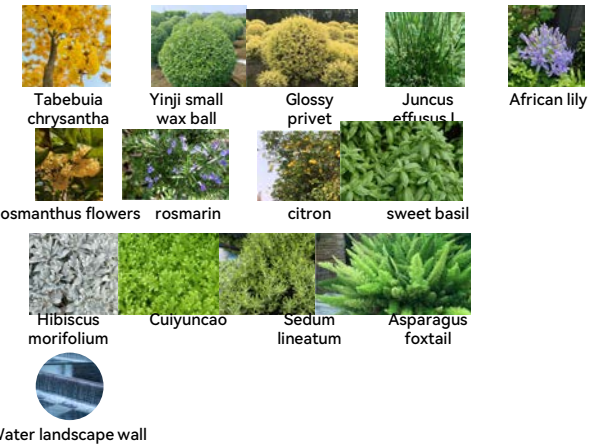 Tabebuia
chrysantha
Yinji small
wax ball
Glossy
privet
Juncus
effusus L
African lily
osmanthus flowers
rosmarin
citron
sweet basil
Hibiscus
morifolium
Cuiyuncao
Sedum
lineatum
Asparagus
foxtail
Water landscape wall